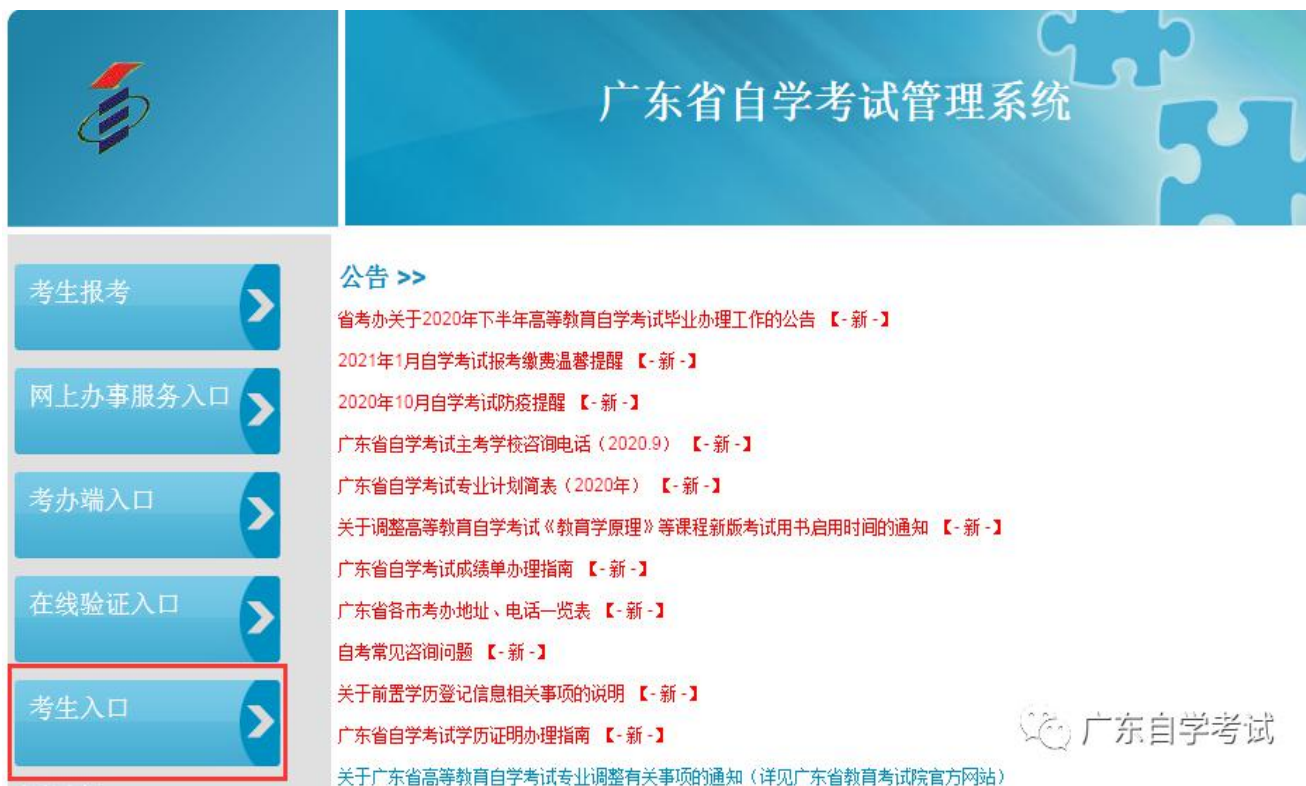 广东省自学考试管理系统
考生报考
网上办事服务入口
考办端入口
在线验证入口
考生入口
公告 >>
省考办关于2020年下半年高等教育自学考试毕业办理工作的公告 【-新-】
2021年1月自学考试报考缴费温馨提醒 【-新-】
2020年10月自学考试防疫提醒 【-新-】
广东省自学考试主考学校咨询电话（2020.9） 【-新-】
广东省自学考试专业计划简表（2020年） 【-新-】
关于调整高等教育自学考试《教育学原理》等课程新版考试用书启用时间的通知 【-新-】
广东省自学考试成绩单办理指南 【-新-】
广东省各市考办地址、电话一览表 【-新-】
自考常见咨询问题 【-新-】
关于前置学历登记信息相关事项的说明 【-新-】
广东省自学考试学历证明办理指南 【-新-】
关于广东省高等教育自学考试专业调整有关事项的通知（详见广东省教育考试院官方网站）
广东自学考试